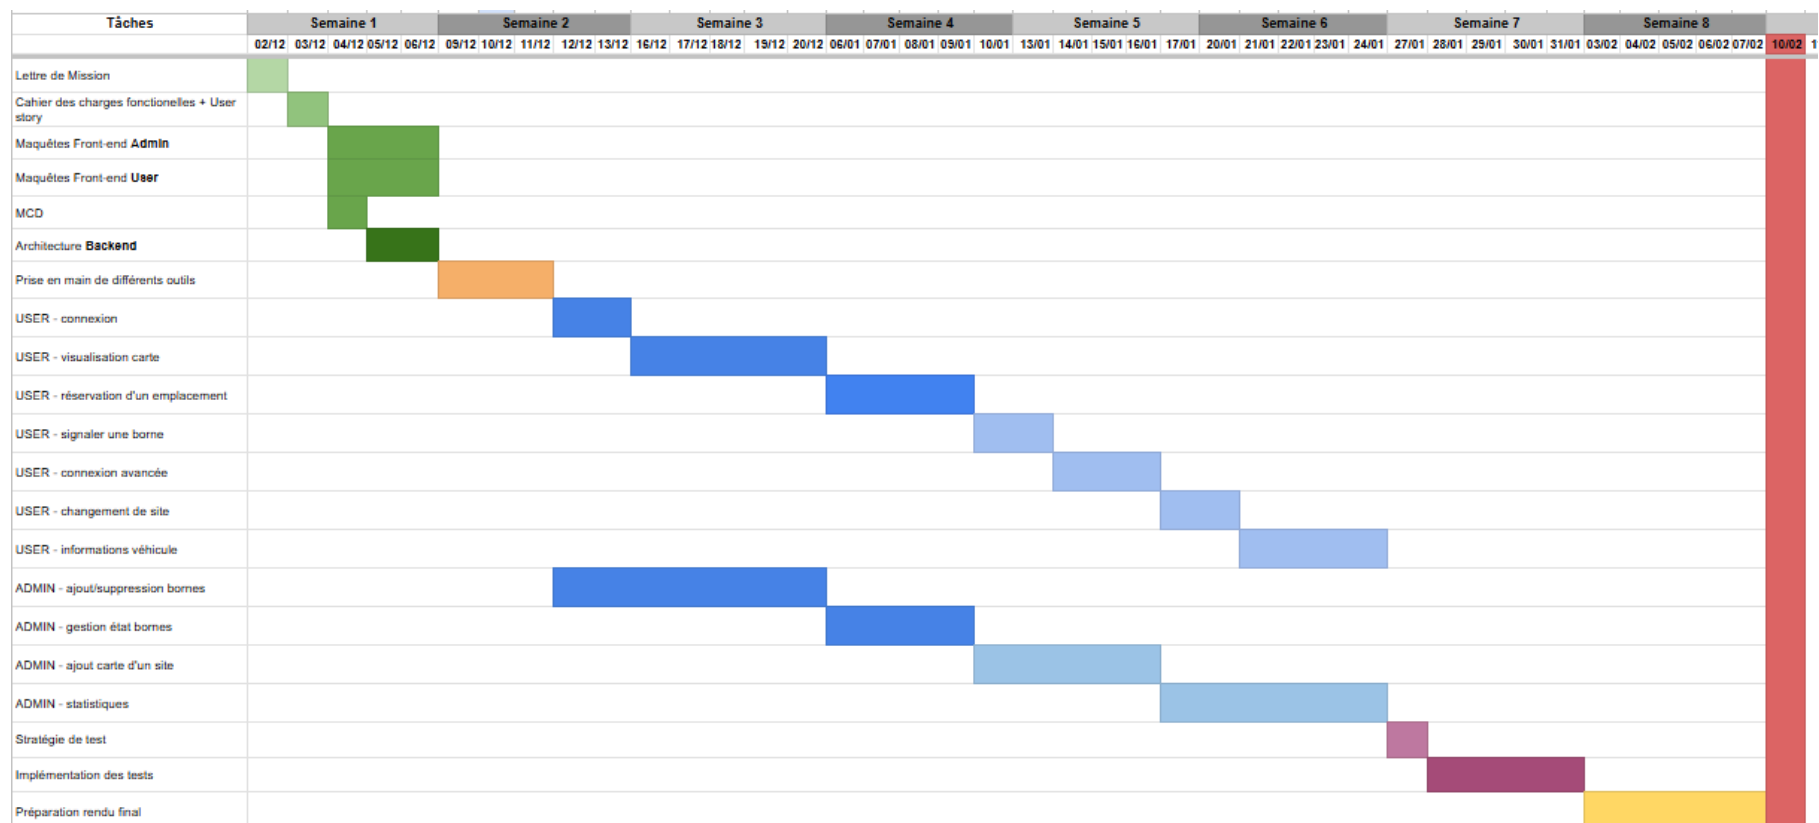 Tâches Semaine 1 Semaine 2 Semaine 3 Semaine 4 Semaine 5 Semaine 6 Semaine 7 Semaine 8
02/12 03/12 04/12 05/12 06/12 09/12 10/12 11/12 12/12 13/12 16/12 17/12 18/12 19/12 20/12 06/01 07/01 08/01 09/01 10/01 13/01 14/01 15/01 16/01 17/01 20/01 21/01 22/01 23/01 24/01 27/01 28/01 29/01 30/01 31/01 03/02 04/02 05/02 06/02 07/02 10/02 1
Lettre de Mission
Cahier des charges fonctionelles + User
story
Maquêtes Front-end Admin
Maquêtes Front-end User
MCD
Architecture Backend
Prise en main de différents outils
USER - connexion
USER - visualisation carte
USER - réservation d'un emplacement
USER - signaler une borne
USER - connexion avancée
USER - changement de site
USER - informations véhicule
ADMIN - ajout/suppression bornes
ADMIN - gestion état bornes
ADMIN - ajout carte d'un site
ADMIN - statistiques
Stratégie de test
Implémentation des tests
Préparation rendu final